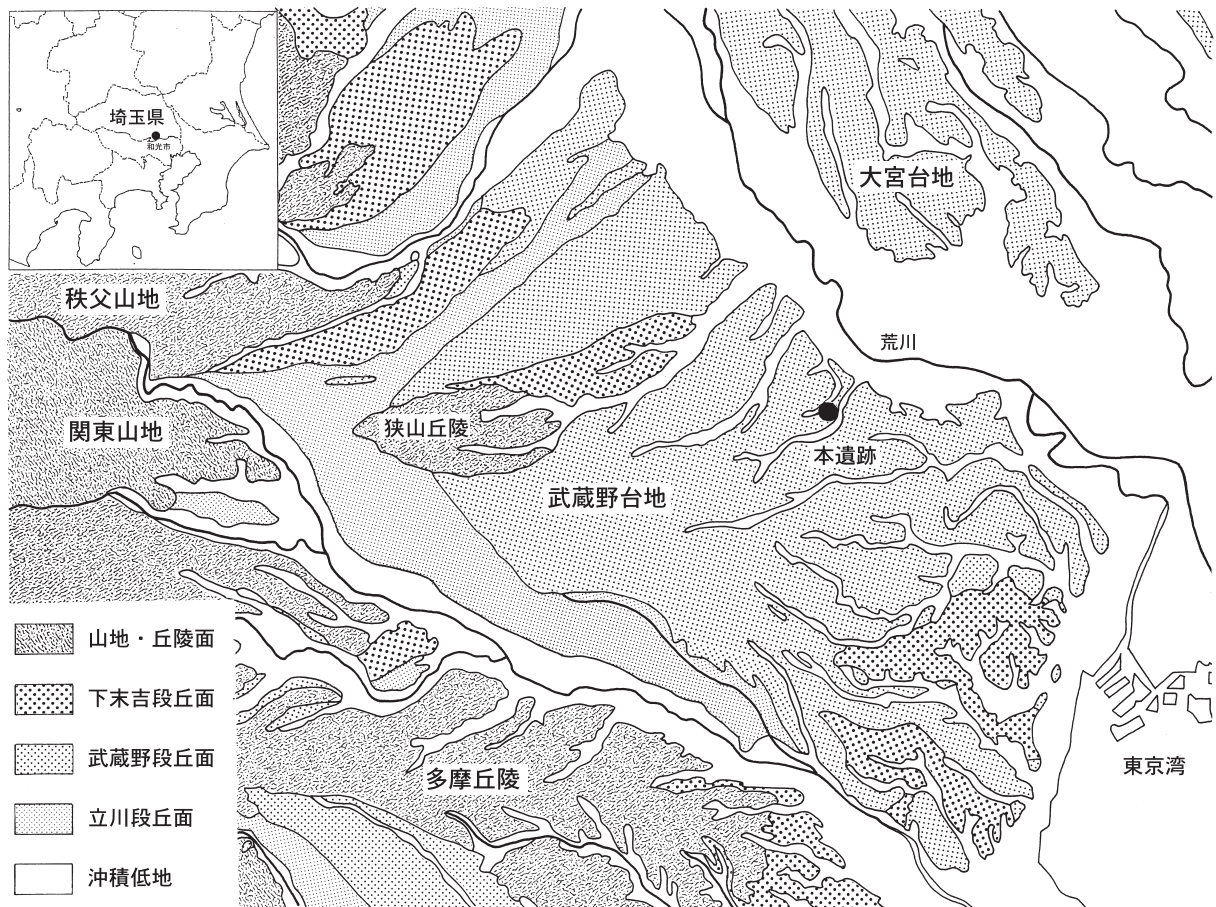 埼玉県
和光市
大宮台地
秩父山地
荒川
関東山地
狭山丘陵
本遺跡
武蔵野台地
山地・丘陵面
下末吉段丘面
武蔵野段丘面
立川段丘面
沖積低地
多摩丘陵
東京湾